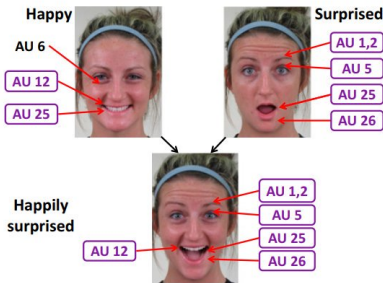 Happy
AU 6
AU 12
AU 25
Surprised
AU 1,2
AU 5
AU 25
AU 26
Happily
surprised
AU 12
AU 1,2
AU 5
AU 25
AU 26